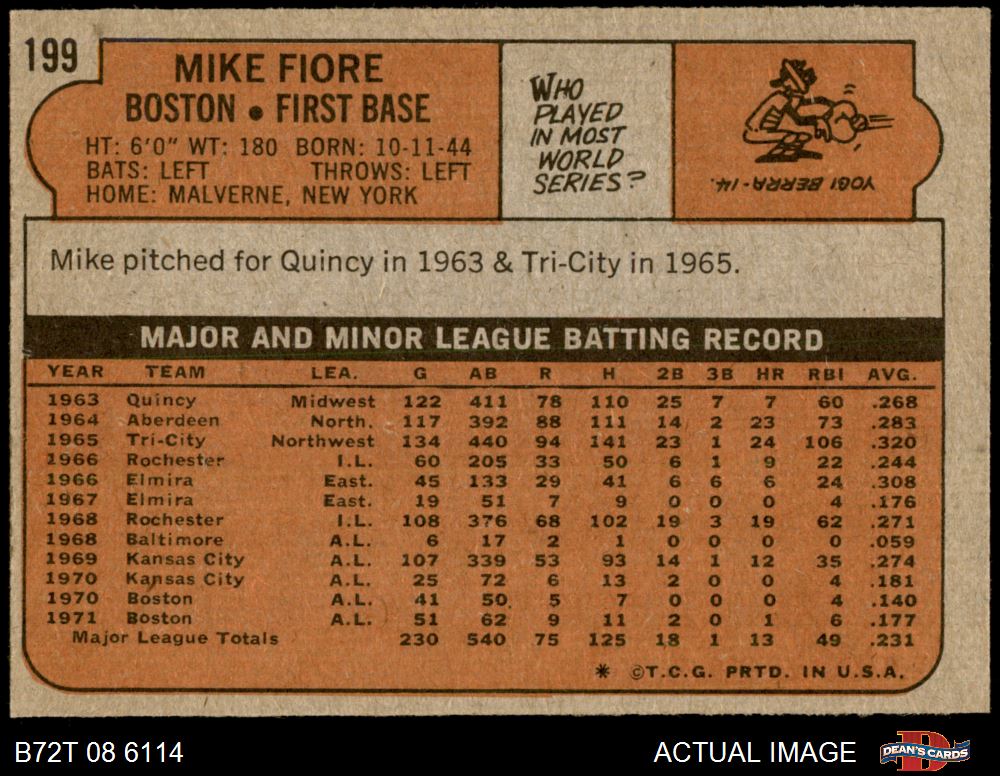 199
MIKE FIORE
BOSTON • FIRST BASE
HT: 6'0" WT: 180 BORN: 10-11-44
BATS: LEFT THROWS: LEFT
HOME: MALVERNE, NEW YORK
WHO
PLAYED
IN MOST
WORLD
SERIES?
YOGI BERRA-14.
Mike pitched for Quincy in 1963 & Tri-City in 1965.
MAJOR AND MINOR LEAGUE BATTING RECORD
YEAR TEAM LEA. G AB R H 2B 3B HR RBI AVG.
1963 Quincy Midwest 122 411 78 110 25 7 7 60 .268
1964 Aberdeen North. 117 392 88 111 14 2 23 73 .283
1965 Tri-City Northwest 134 440 94 141 23 1 24 106 .320
1966 Rochester I.L. 60 205 33 50 6 1 9 22 .244
1966 Elmira East. 45 133 29 41 6 6 6 24 .308
1967 Elmira East. 19 51 7 9 0 0 0 4 .176
1968 Rochester I.L. 108 376 68 102 19 3 19 62 .271
1968 Baltimore A.L. 6 17 2 1 0 0 0 0 .059
1969 Kansas City A.L. 107 339 53 93 14 1 12 35 .274
1970 Kansas City A.L. 25 72 6 13 2 0 0 4 .181
1970 Boston A.L. 41 50 5 7 0 0 0 4 .140
1971 Boston A.L. 51 62 9 11 2 0 1 6 .177
Major League Totals 230 540 75 125 18 1 13 49 .231
* ©T.C.G. PRTD. IN U.S.A.
B72T 08 6114 ACTUAL IMAGE DEAN'S CARDS